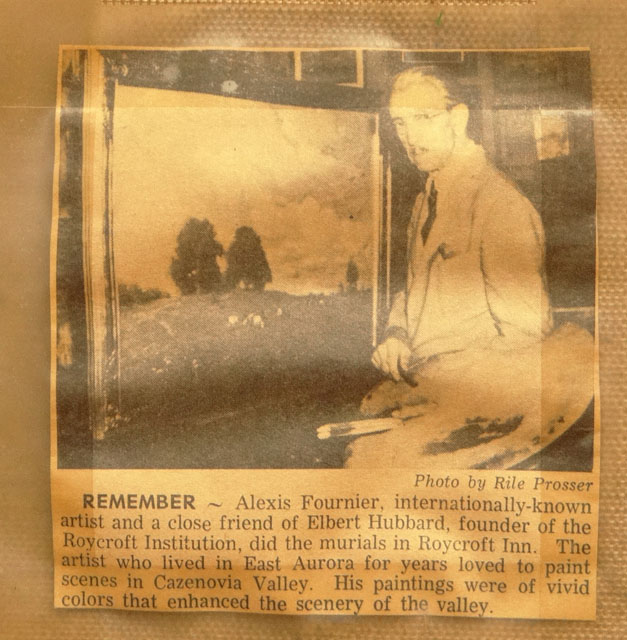 Photo by Rile Prosser
REMEMBER ~ Alexis Fournier, internationally-known
artist and a close friend of Elbert Hubbard, founder of the
Roycroft Institution, did the murials in Roycroft Inn. The
artist who lived in East Aurora for years loved to paint
scenes in Cazenovia Valley. His paintings were of vivid
colors that enhanced the scenery of the valley.